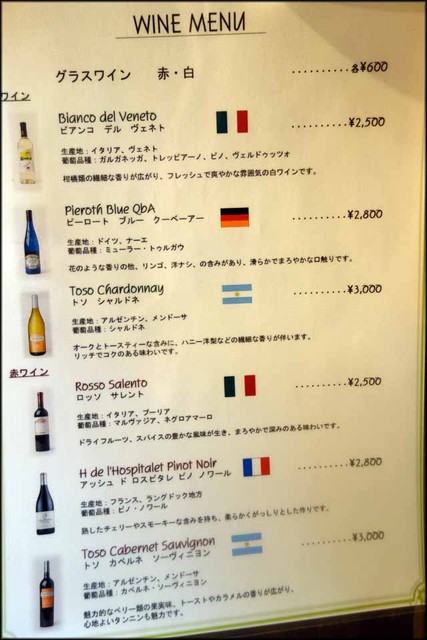 WINE MENU
グラスワイン 赤・白 ..........各¥600
ワイン
Bianco del Veneto
ビアンコ デル ヴェネト ..........¥2,500
生産地：イタリア、ヴェネト
葡萄品種：ガルガネッガ、トレッビアーノ、ピノ、ヴェルドゥッツォ
柑橘類の繊細な香りが広がり、フレッシュで爽やかな雰囲気の白ワインです。
Pieroth Blue QbA
ピーロート ブルー クーベーアー ..........¥2,800
生産地：ドイツ、ナーエ
葡萄品種：ミューラー・トゥルガウ
花のような香りの他、リンゴ、洋ナシ、の含みがあり、滑らかでまろやかな口触りです。
Toso Chardonnay
トソ シャルドネ ..........¥3,000
生産地：アルゼンチン、メンドーサ
葡萄品種：シャルドネ
オークとトースティーな含みに、ハニー洋梨などの繊細な香りが伴います。
リッチでコクのある味わいです。
赤ワイン
Rosso Salento
ロッソ サレント ..........¥2,500
生産地：イタリア、プーリア
葡萄品種：マルヴァジア、ネグロアマーロ
ドライフルーツ、スパイスの豊かな風味が生き、まろやかで深みのある味わいです。
H de l'Hospitalet Pinot Noir
アッシュ ド ロスピタレ ピノ ノワール ..........¥2,800
生産地：フランス、ラングドック地方
葡萄品種：ピノ・ノワール
熟したチェリーやスモーキーな含みを持ち、柔らかくがっしりとした作りです。
Toso Cabernet Sauvignon
トソ カベルネ ソーヴィニヨン ..........¥3,000
生産地：アルゼンチン、メンドーサ
葡萄品種：カベルネ・ソーヴィニヨン
魅力的なベリー類の果実味、トーストやカラメルの香りが広がり、
心地よいタンニンも魅力です。